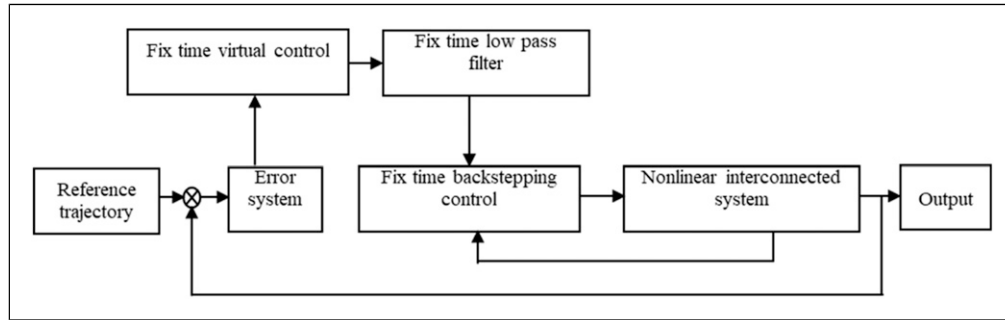 Fix time virtual control
Fix time low pass
filter
Reference
trajectory
Error
system
Fix time backstepping
control
Nonlinear interconnected
system
Output